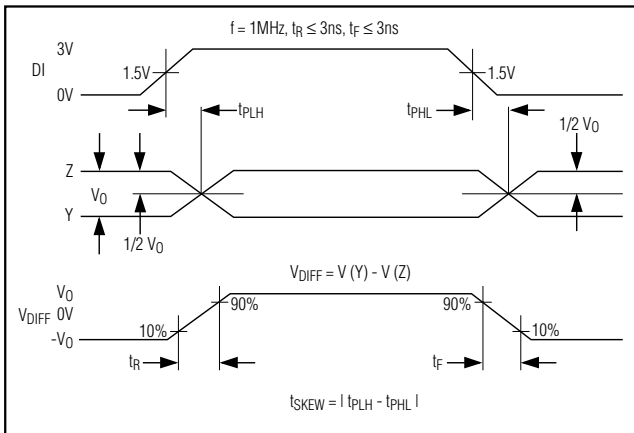 f = 1MHz, tR ≤ 3ns, tF ≤ 3ns
3V
DI
1.5V
1.5V
0V
tPLH
tPHL
1/2 VO
Z
VO
Y
1/2 VO
VDIFF = V (Y) - V (Z)
VO
VDIFF 0V
-VO
90%
90%
10%
10%
tR
tF
tSKEW = | tPLH - tPHL |